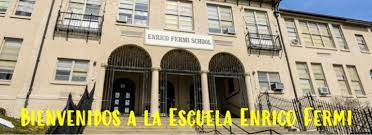 ENRICO FERMI SCHOOL
BIENVENIDOS A LA ESCUELA ENRICO FERMI